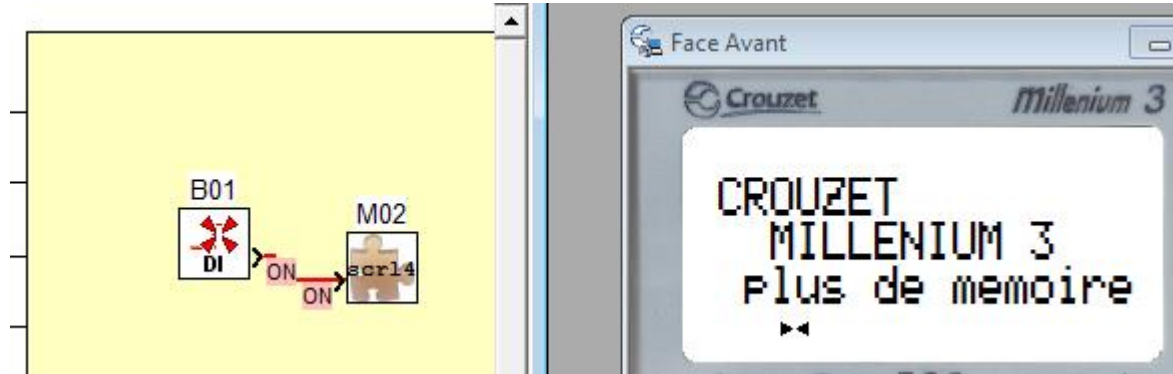 B01
DI
ON
ON
M02
scrl4
Face Avant
Crouzet
Millenium 3
CROUZET
MILLENIUM 3
plus de memoire